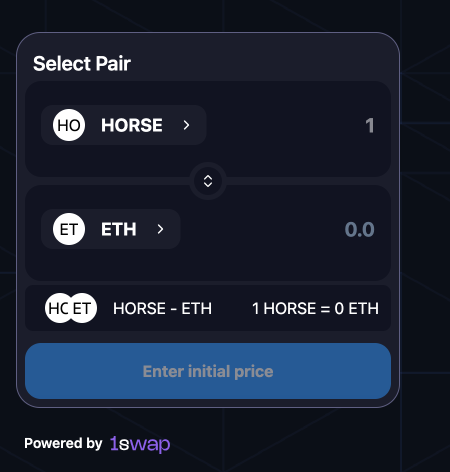 Select Pair
HO HORSE 1
ET ETH 0.0
HO ET HORSE - ETH 1 HORSE = 0 ETH
Enter initial price
Powered by 1swap